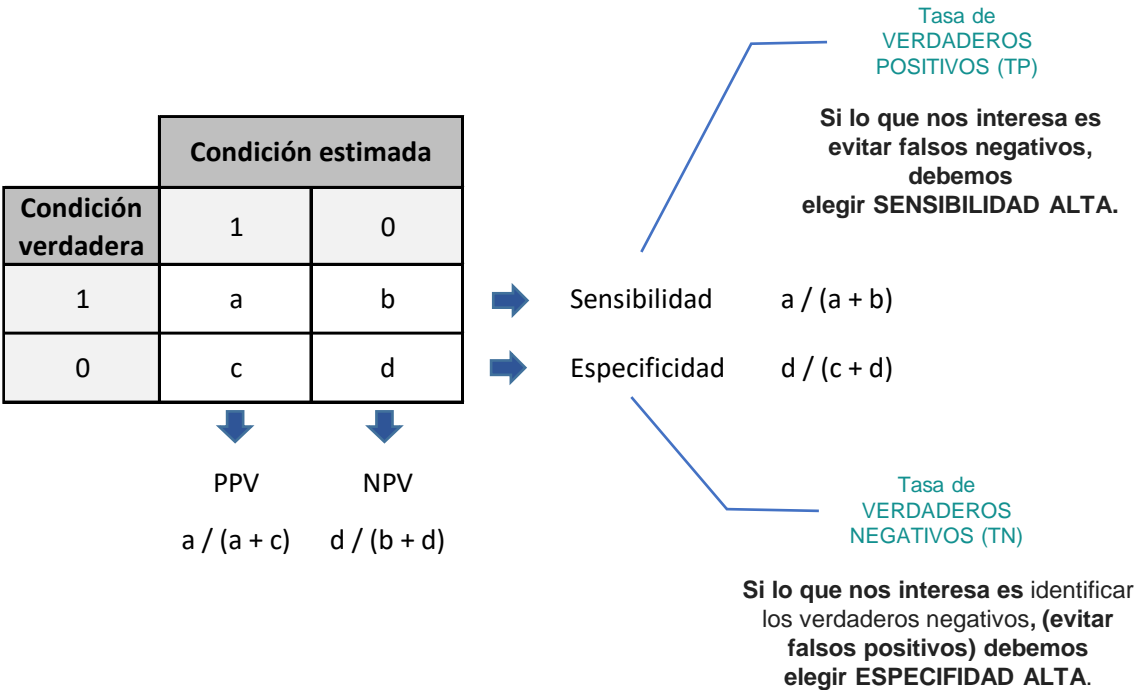 Tasa de
VERDADEROS
POSITIVOS (TP)
Si lo que nos interesa es
evitar falsos negativos,
debemos
elegir SENSIBILIDAD ALTA.
Condición estimada
Condición
verdadera
1 0
1 a b
Sensibilidad a / (a + b)
0 c d
Especificidad d / (c + d)
PPV NPV
a / (a + c) d / (b + d)
Tasa de
VERDADEROS
NEGATIVOS (TN)
Si lo que nos interesa es identificar
los verdaderos negativos, (evitar
falsos positivos) debemos
elegir ESPECIFIDAD ALTA.